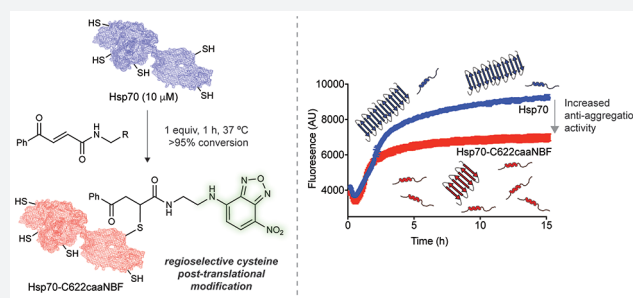 HS
SH
HS
SH
SH
Hsp70 (10 μM)
O
H
N
R
Ph
O
1 equiv, 1 h, 37 ºC
>95% conversion
O
H
N
H
N
N
O
N
Ph
O
S
NO₂
HS
HS
SH
SH
Hsp70-C622caaNBF
regioselective cysteine
post-translational
modification
10000
8000
6000
4000
Fluoresence (AU)
Hsp70
Hsp70-C622caaNBF
Increased
anti-aggregation
activity
0
5
10
15
Time (h)